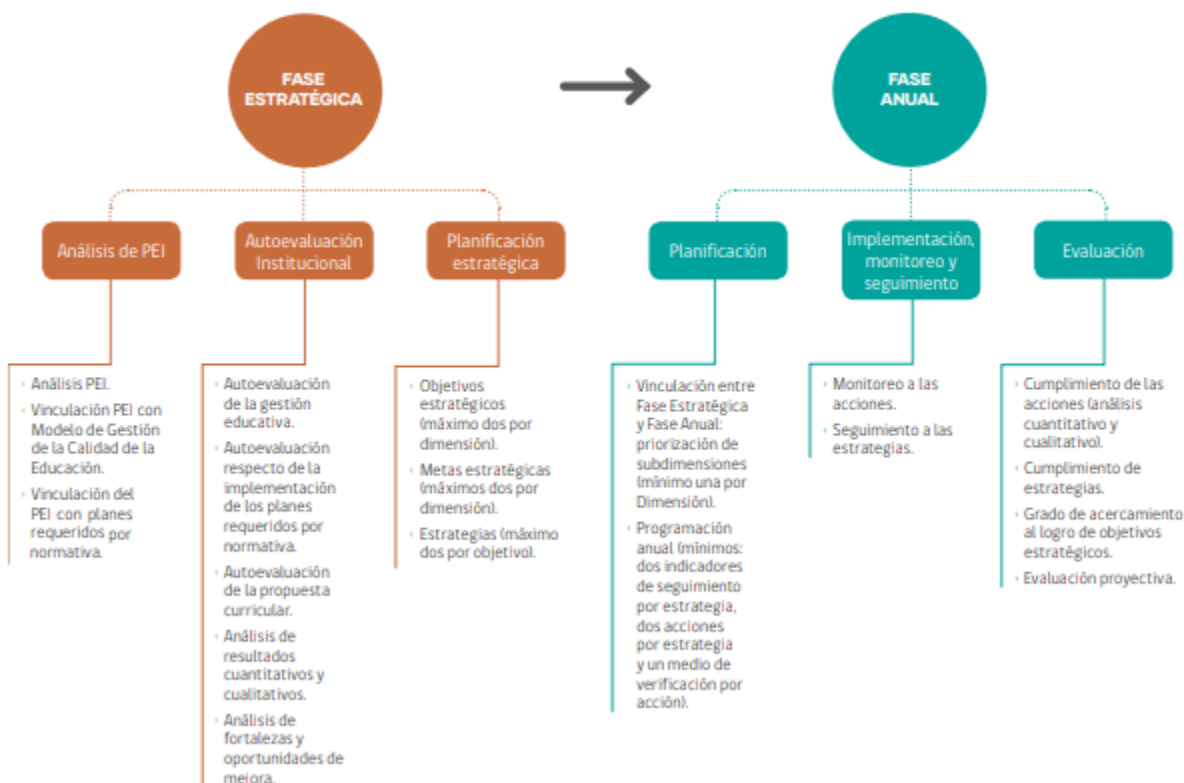 FASE
ESTRATÉGICA
FASE
ANUAL
Análisis de PEI
Autoevaluación
Institucional
Planificación
estratégica
Planificación
Implementación,
monitoreo y
seguimiento
Evaluación
Análisis PEI.
Vinculación PEI con
Modelo de Gestión
de la Calidad de la
Educación.
Vinculación del
PEI con planes
requeridos por
normativa.
Autoevaluación
de la gestión
educativa.
Autoevaluación
respecto de la
implementación
de los planes
requeridos por
normativa.
Autoevaluación
de la propuesta
curricular.
Análisis de
resultados
cuantitativos y
cualitativos.
Análisis de
fortalezas y
oportunidades de
mejora.
Objetivos
estratégicos
(máximo dos por
dimensión).
Metas estratégicas
(máximos dos por
dimensión).
Estrategias (máximo
dos por objetivo).
Vinculación entre
Fase Estratégica
y Fase Anual:
priorización de
subdimensiones
(mínimo una por
Dimensión).
Programación
anual (mínimos:
dos indicadores
de seguimiento
por estrategia,
dos acciones
por estrategia
y un medio de
verificación por
acción).
Monitoreo a las
acciones.
Seguimiento a las
estrategias.
Cumplimiento de las
acciones (análisis
cuantitativo y
cualitativo).
Cumplimiento de
estrategias.
Grado de acercamiento
al logro de objetivos
estratégicos.
Evaluación proyectiva.